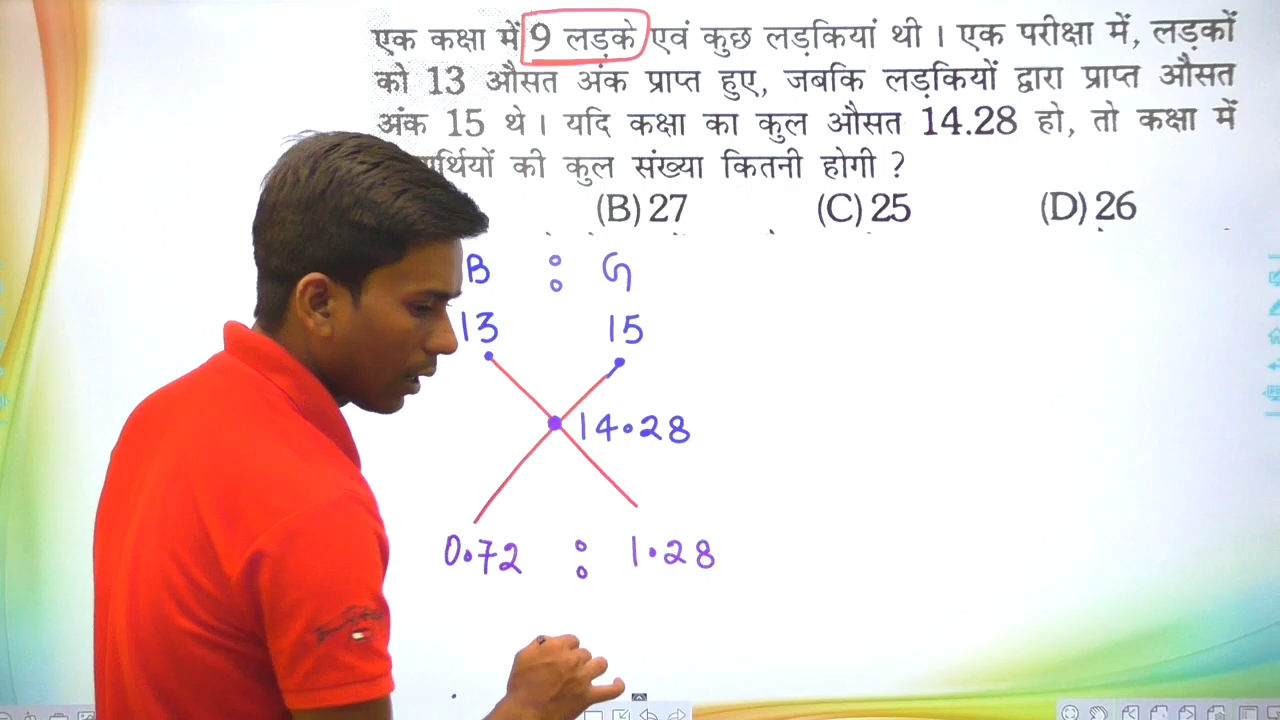 एक कक्षा में 9 लड़के एवं कुछ लड़कियां थी । एक परीक्षा में, लड़कों
को 13 औसत अंक प्राप्त हुए, जबकि लड़कियों द्वारा प्राप्त औसत
अंक 15 थे । यदि कक्षा का कुल औसत 14.28 हो, तो कक्षा में
की कुल संख्या कितनी होगी ?
(B) 27 (C) 25 (D) 26
B : G
13 15
14.28
0.72 : 1.28